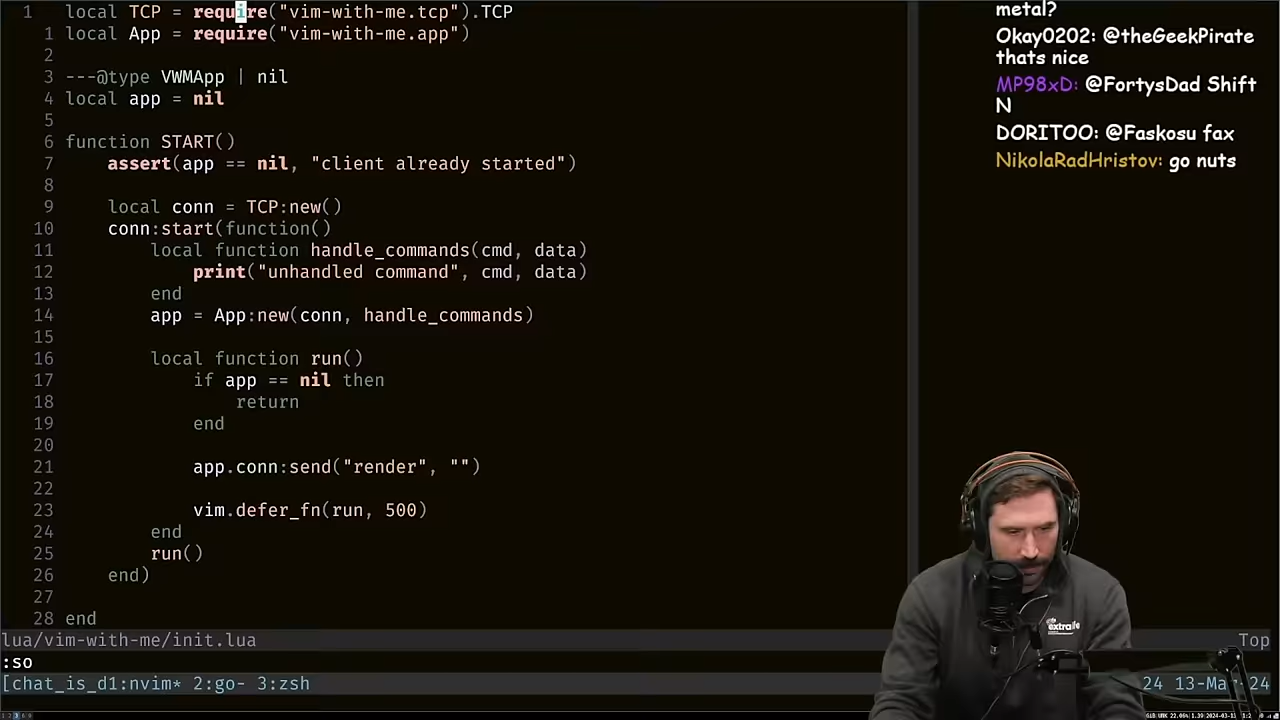 1 local TCP = require("vim-with-me.tcp").TCP
1 local App = require("vim-with-me.app")
2
3 ---@type VWMApp | nil
4 local app = nil
5
6 function START()
7 assert(app == nil, "client already started")
8
9 local conn = TCP:new()
10 conn:start(function()
11 local function handle_commands(cmd, data)
12 print("unhandled command", cmd, data)
13 end
14 app = App:new(conn, handle_commands)
15
16 local function run()
17 if app == nil then
18 return
19 end
20
21 app.conn:send("render", "")
22
23 vim.defer_fn(run, 500)
24 end
25 run()
26 end)
27
28 end
lua/vim-with-me/init.lua Top
:so
[chat_is_d1:nvim* 2:go- 3:zsh 24 13-Mar-24
metal?
Okay0202: @theGeekPirate
thats nice
MP98xD: @FortysDad Shift
N
DORITOO: @Faskosu fax
NikolaRadHristov: go nuts
extralife